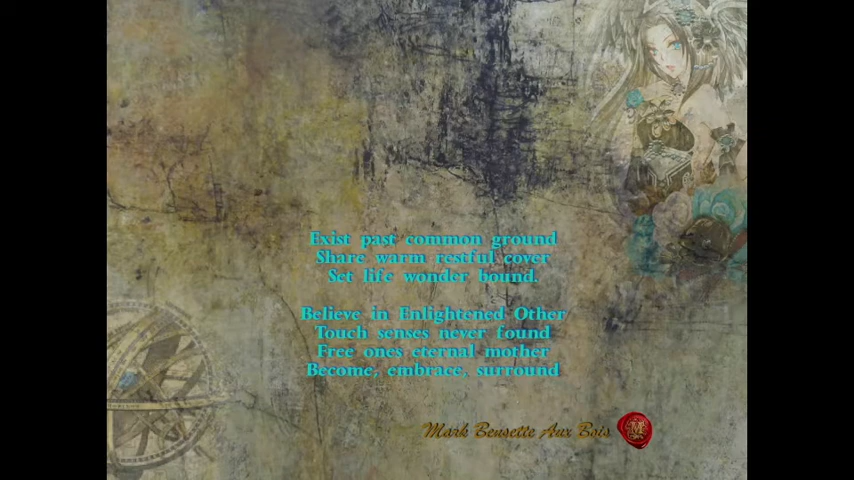 Exist past common ground
Share warm restful cover
Set life wonder bound.
Believe in Enlightened Other
Touch senses never found
Free ones eternal mother
Become, embrace, surround
Mark Bensette Aux Bois